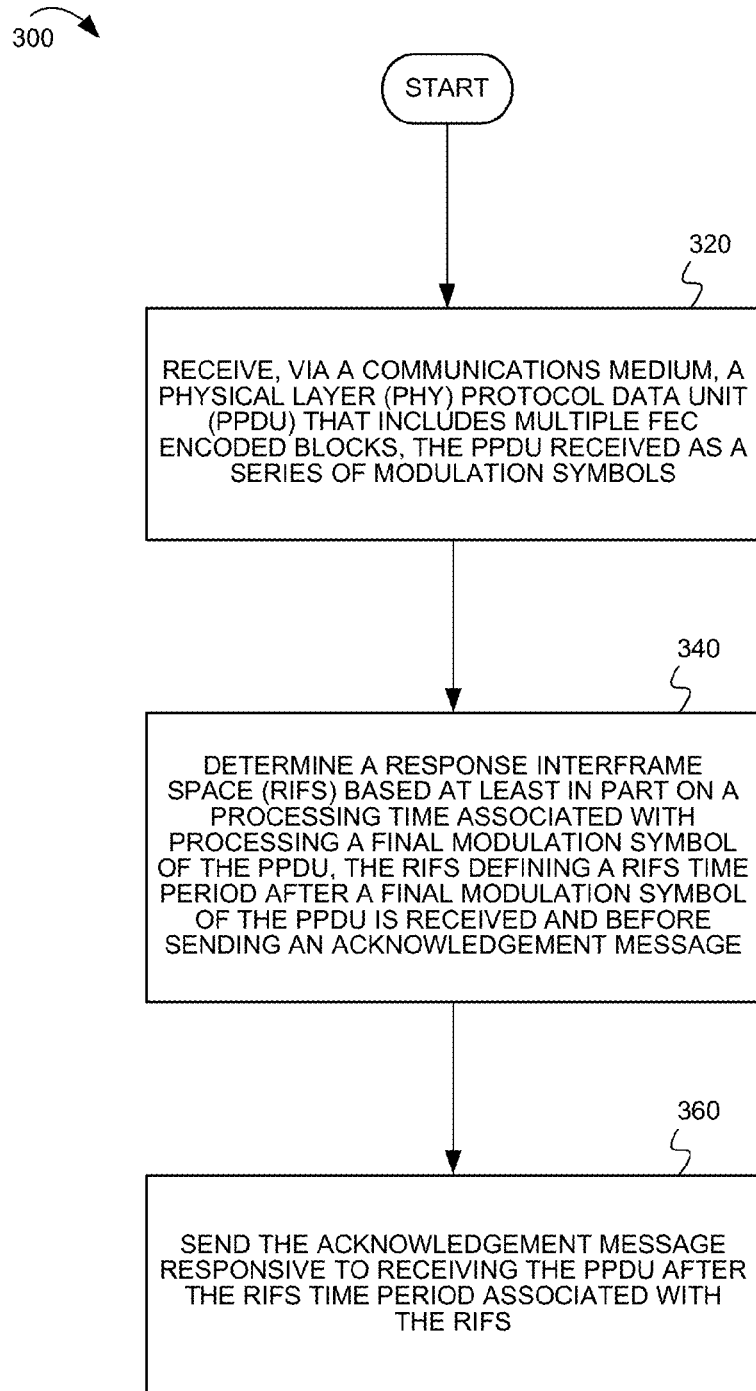 300
START
320
RECEIVE, VIA A COMMUNICATIONS MEDIUM, A
PHYSICAL LAYER (PHY) PROTOCOL DATA UNIT
(PPDU) THAT INCLUDES MULTIPLE FEC
ENCODED BLOCKS, THE PPDU RECEIVED AS A
SERIES OF MODULATION SYMBOLS
340
DETERMINE A RESPONSE INTERFRAME
SPACE (RIFS) BASED AT LEAST IN PART ON A
PROCESSING TIME ASSOCIATED WITH
PROCESSING A FINAL MODULATION SYMBOL
OF THE PPDU, THE RIFS DEFINING A RIFS TIME
PERIOD AFTER A FINAL MODULATION SYMBOL
OF THE PPDU IS RECEIVED AND BEFORE
SENDING AN ACKNOWLEDGEMENT MESSAGE
360
SEND THE ACKNOWLEDGEMENT MESSAGE
RESPONSIVE TO RECEIVING THE PPDU AFTER
THE RIFS TIME PERIOD ASSOCIATED WITH
THE RIFS